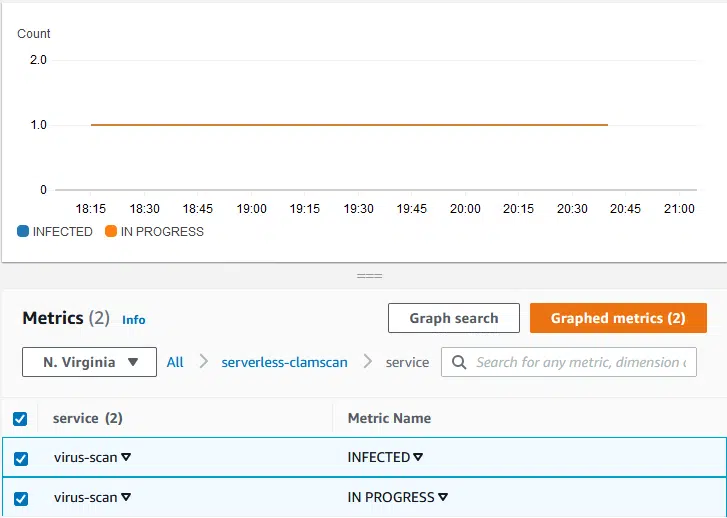 Count
2.0
1.0
0
18:15 18:30 18:45 19:00 19:15 19:30 19:45 20:00 20:15 20:30 20:45 21:00
INFECTED IN PROGRESS
Metrics (2) Info Graph search Graphed metrics (2)
N. Virginia All serverless-clamscan service Search for any metric, dimension
service (2) Metric Name
virus-scan INFECTED
virus-scan IN PROGRESS